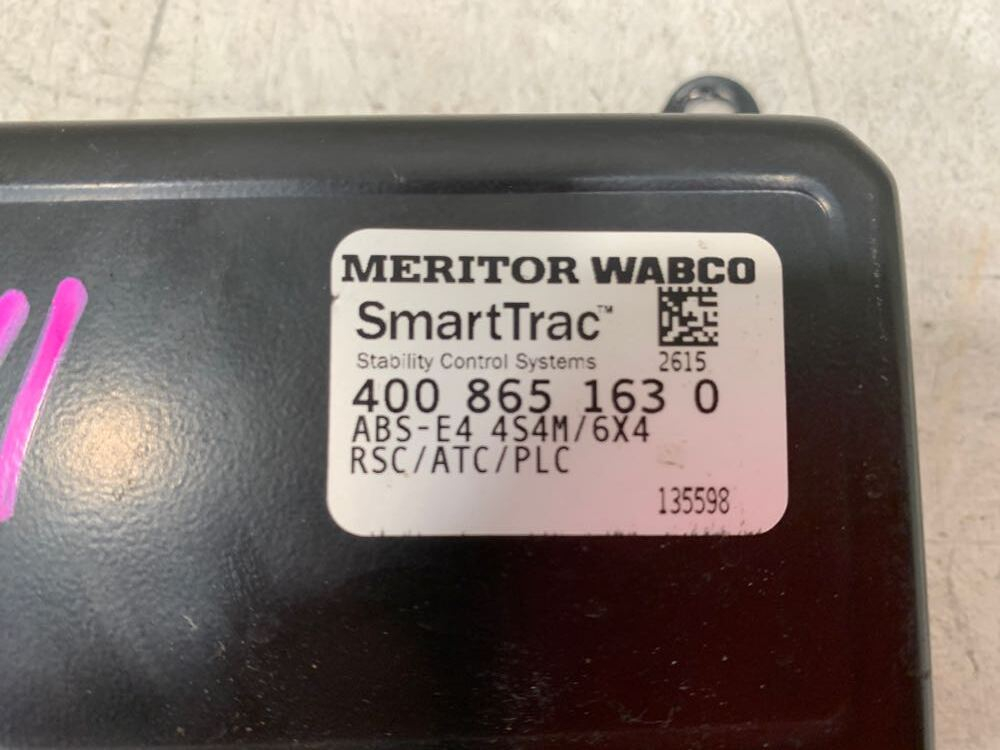 MERITOR WABCO
SmartTrac™
Stability Control Systems
2615
400 865 163 0
ABS-E4 4S4M/6X4
RSC/ATC/PLC
135598